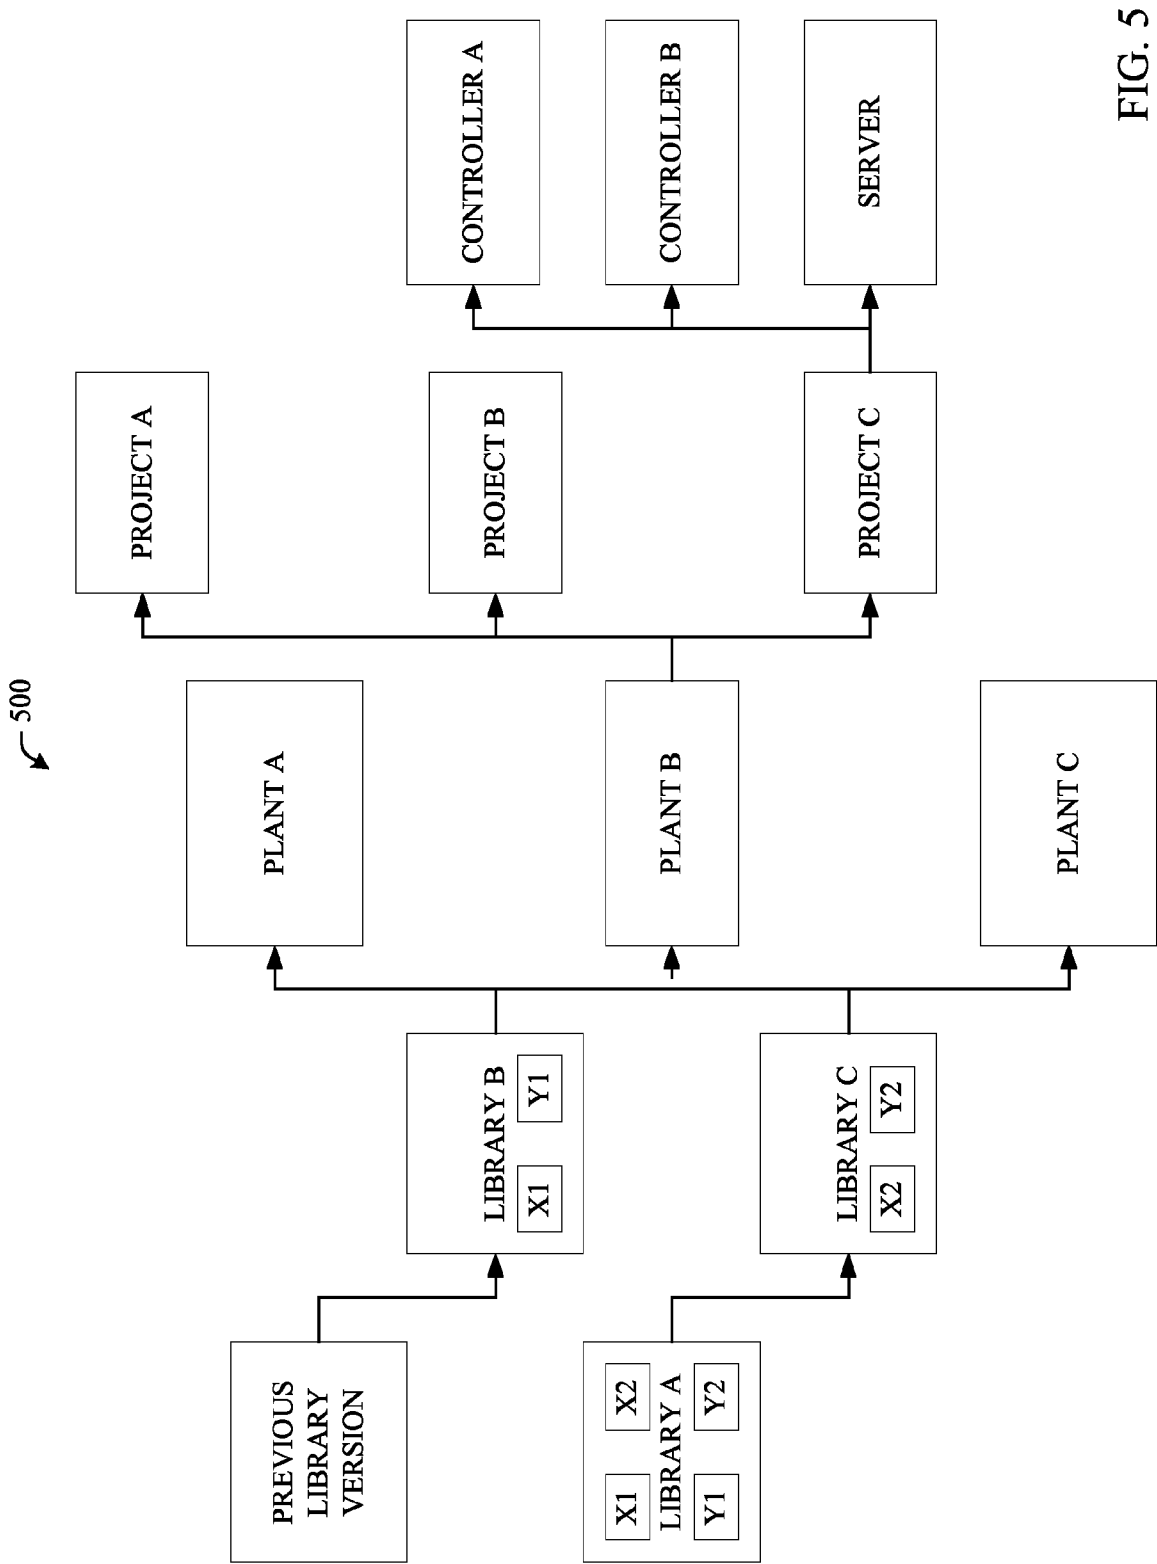 500
PREVIOUS
LIBRARY
VERSION
X1
X2
LIBRARY A
Y1
Y2
LIBRARY B
X1
Y1
LIBRARY C
X2
Y2
PLANT A
PLANT B
PLANT C
PROJECT A
PROJECT B
PROJECT C
CONTROLLER A
CONTROLLER B
SERVER
FIG. 5